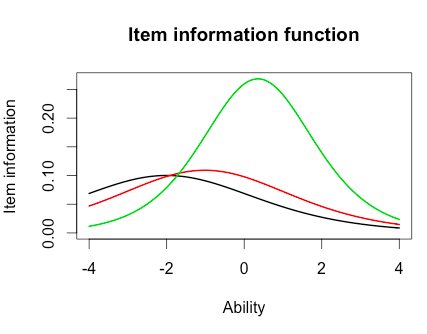 Item information function
Item information
0.20
0.10
0.00
-4
-2
0
2
4
Ability